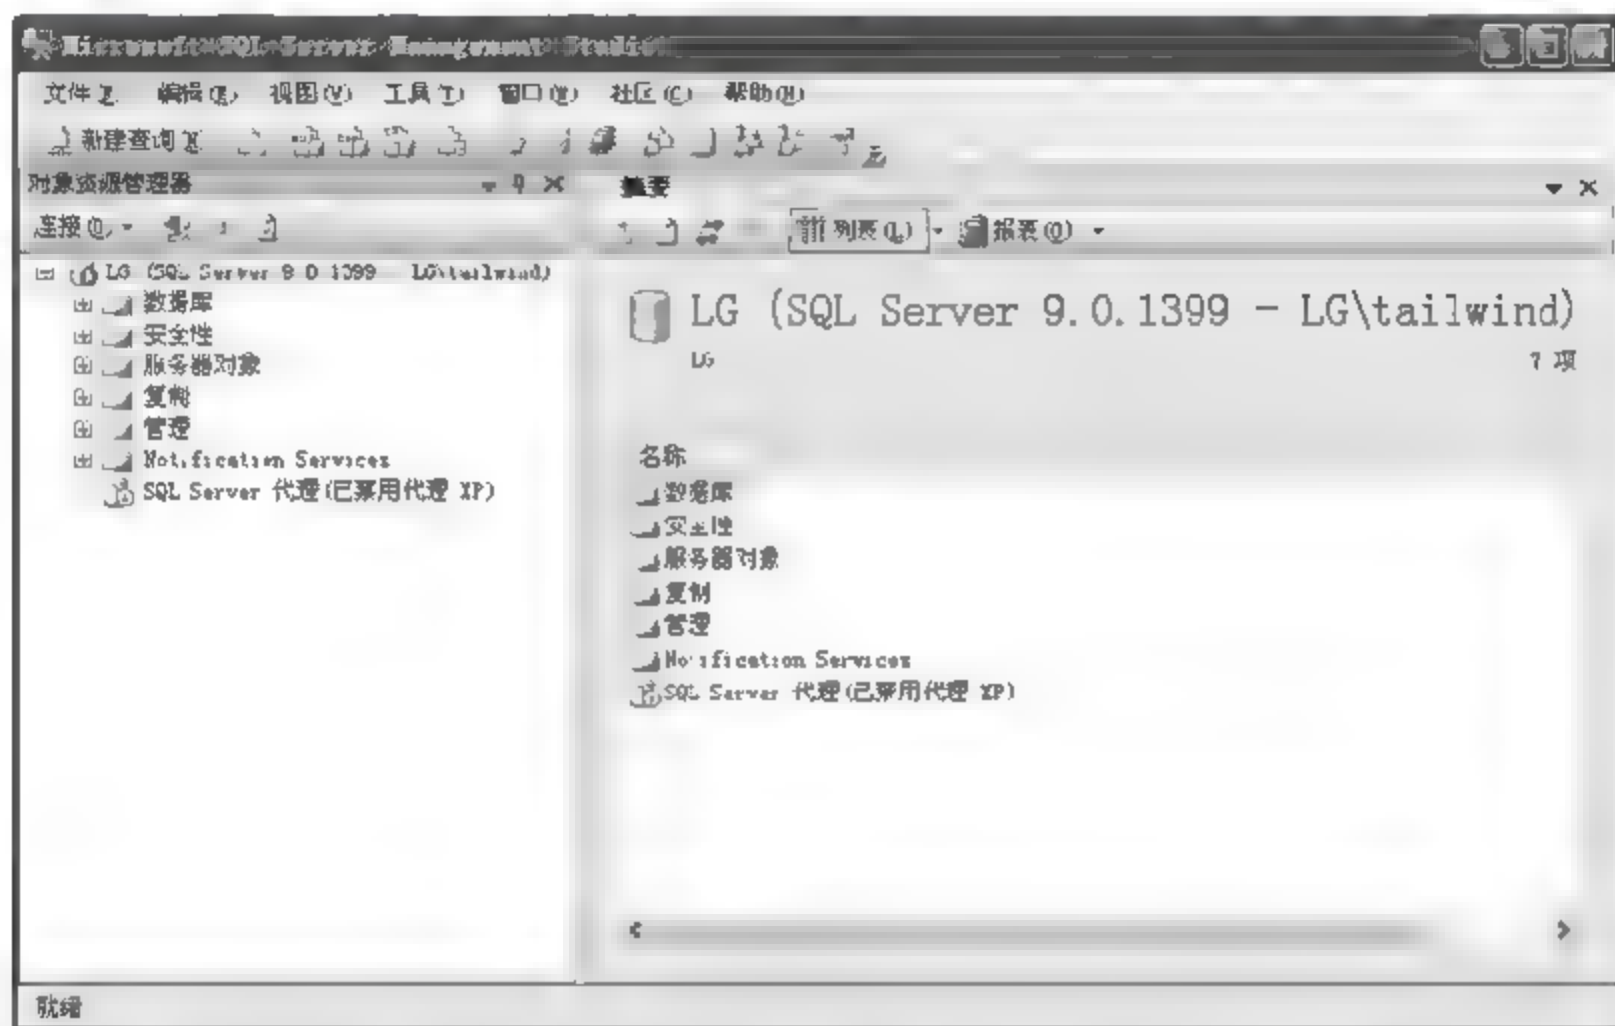 Microsoft SQL Server Management Studio
文件(F) 编辑(E) 视图(V) 工具(T) 窗口(W) 社区(C) 帮助(H)
新建查询(N)
对象资源管理器
连接(O)
LG (SQL Server 9.0.1399 - LG\tailwind)
数据库
安全性
服务器对象
复制
管理
Notification Services
SQL Server 代理(已禁用代理 XP)
摘要
列表(L) 报表(O)
LG (SQL Server 9.0.1399 - LG\tailwind)
LG 7 项
名称
数据库
安全性
服务器对象
复制
管理
Notification Services
SQL Server 代理(已禁用代理 XP)
就绪